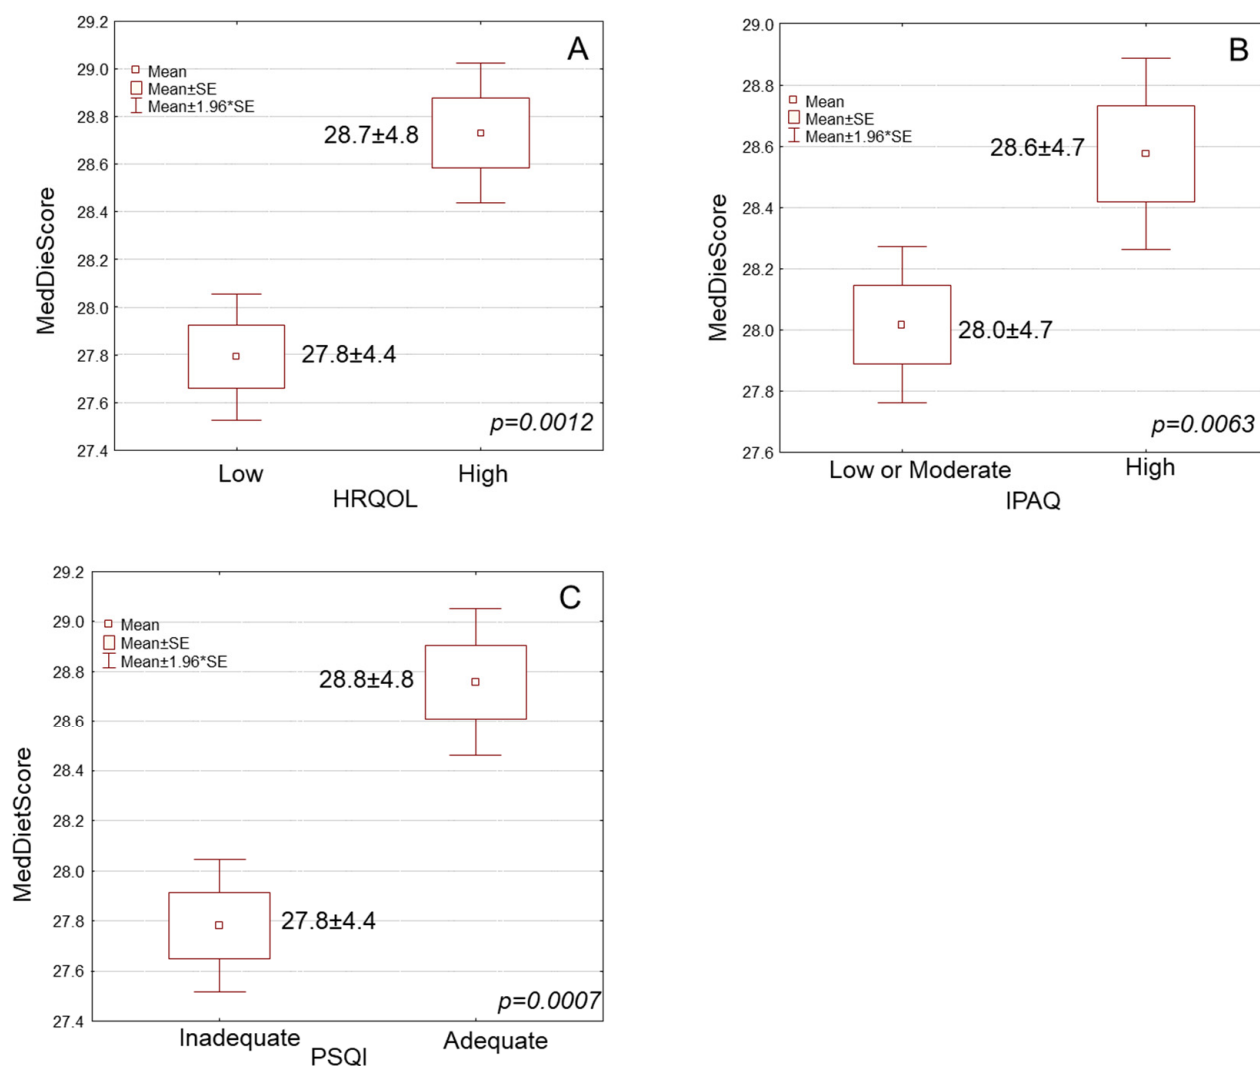 A
29.2
29.0
28.8
28.6
28.4
28.2
28.0
27.8
27.6
27.4
MedDieScore
Mean
Mean±SE
Mean±1.96*SE
28.7±4.8
27.8±4.4
p=0.0012
Low
High
HRQOL
B
29.0
28.8
28.6
28.4
28.2
28.0
27.8
27.6
MedDieScore
Mean
Mean±SE
Mean±1.96*SE
28.6±4.7
28.0±4.7
p=0.0063
Low or Moderate
High
IPAQ
C
29.2
29.0
28.8
28.6
28.4
28.2
28.0
27.8
27.6
27.4
MedDietScore
Mean
Mean±SE
Mean±1.96*SE
28.8±4.8
27.8±4.4
p=0.0007
Inadequate
Adequate
PSQI